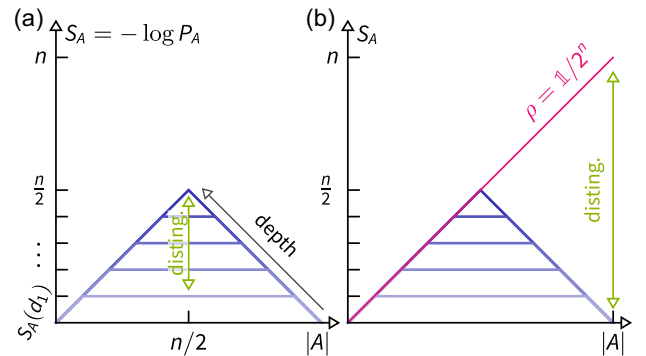 (a)
S_A = − log P_A
n
n/2
⋮
S_A(d_1)
disting.
depth
n/2
|A|
(b)
S_A
n
n/2
ρ = 𝟙/2^n
disting.
|A|